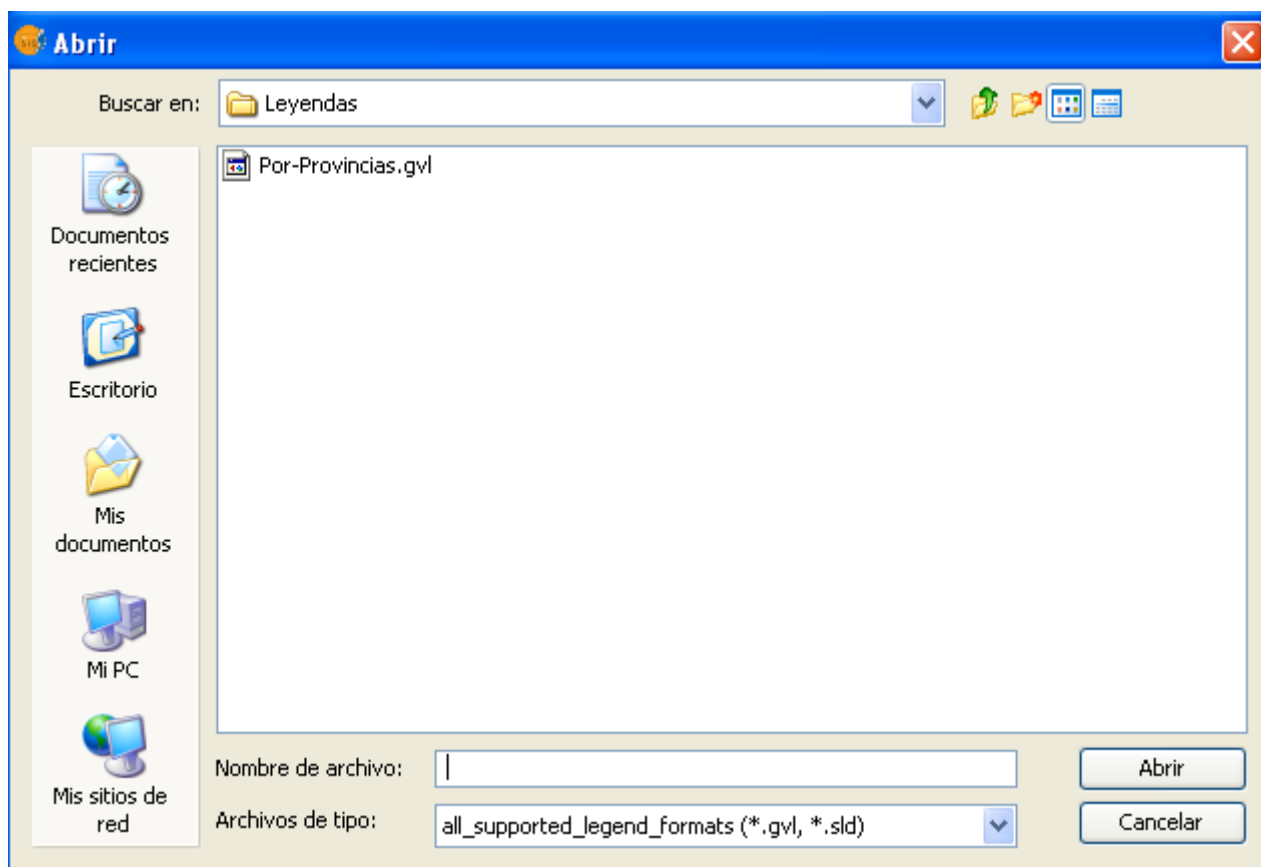 Abrir
Buscar en:
Leyendas
Por-Provincias.gvl
Documentos
recientes
Escritorio
Mis
documentos
Mi PC
Mis sitios de
red
Nombre de archivo:
Abrir
Archivos de tipo:
all_supported_legend_formats (*.gvl, *.sld)
Cancelar